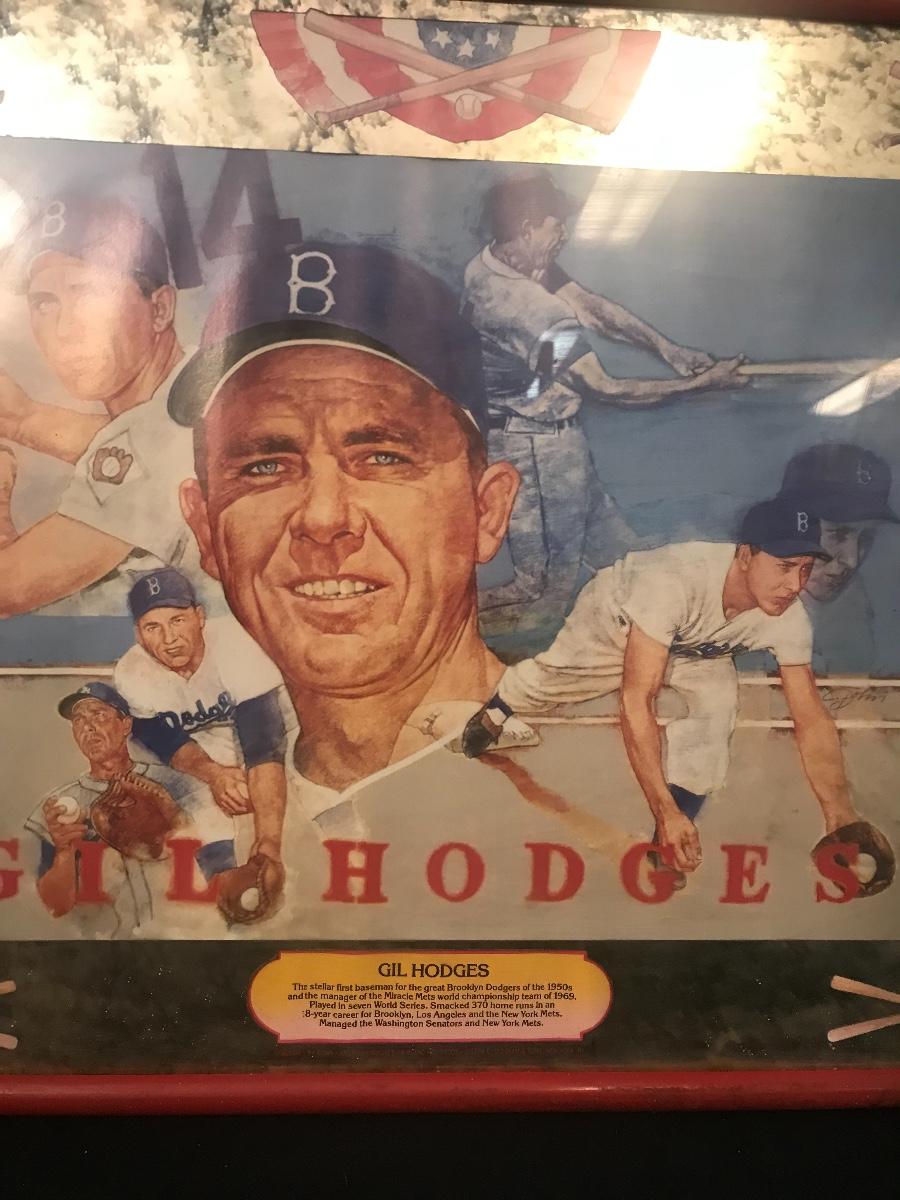 14
B
B
B
B
B
B
Dodgers
GIL HODGES
GIL HODGES
The stellar first baseman for the great Brooklyn Dodgers of the 1950s
and the manager of the Miracle Mets world championship team of 1969.
Played in seven World Series. Smacked 370 home runs in an
18-year career for Brooklyn, Los Angeles and the New York Mets.
Managed the Washington Senators and New York Mets.